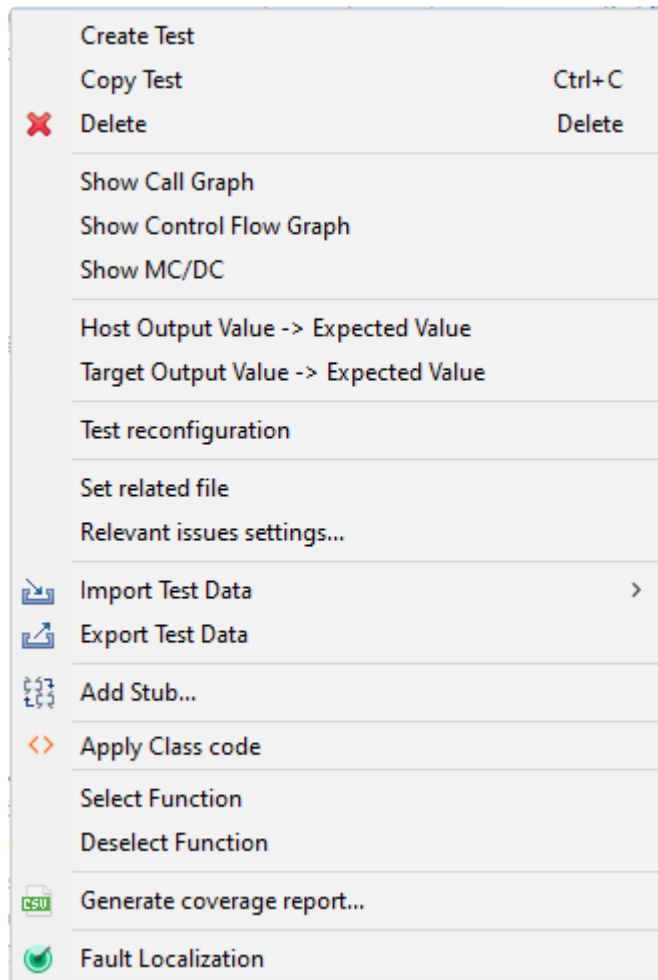 Create Test
Copy Test Ctrl+C
Delete Delete
Show Call Graph
Show Control Flow Graph
Show MC/DC
Host Output Value -> Expected Value
Target Output Value -> Expected Value
Test reconfiguration
Set related file
Relevant issues settings...
Import Test Data
Export Test Data
Add Stub...
Apply Class code
Select Function
Deselect Function
CSV Generate coverage report...
Fault Localization